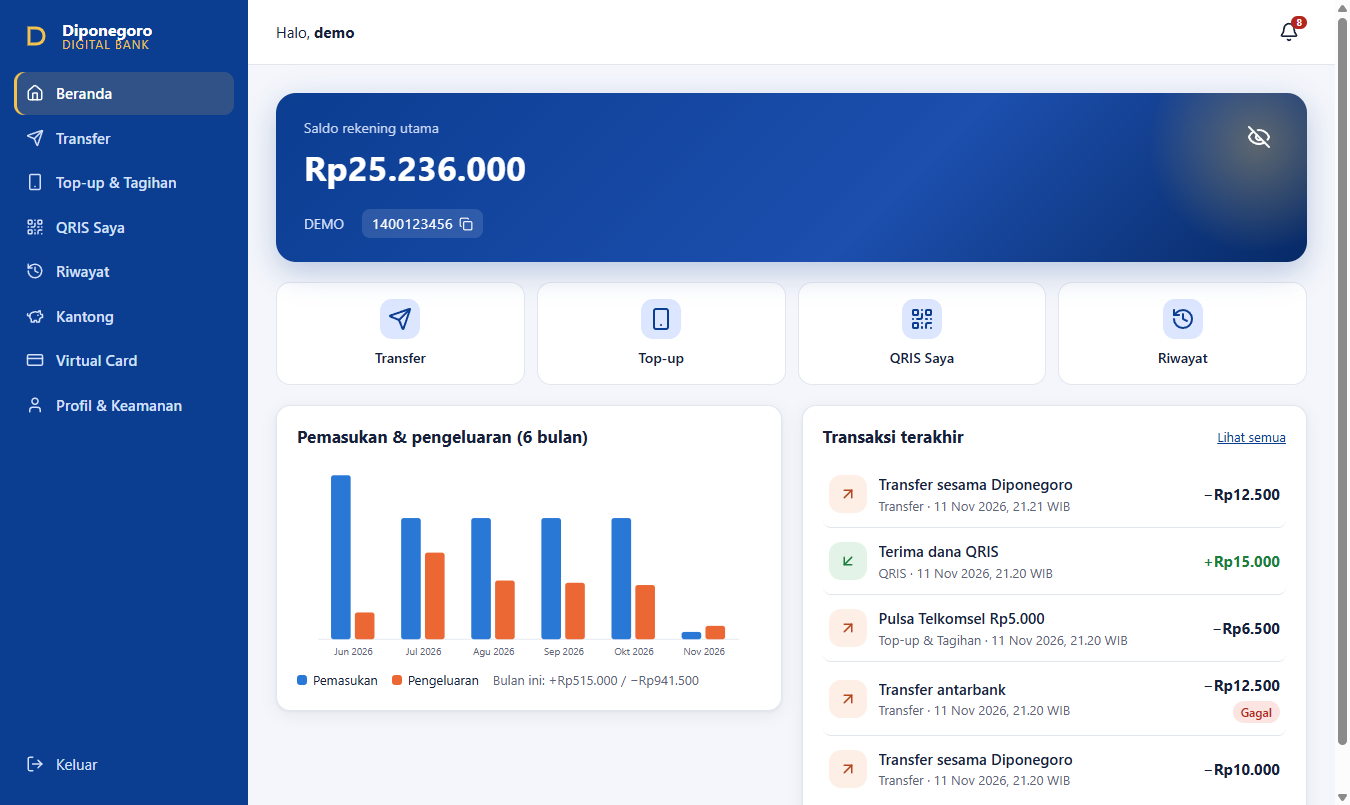 Diponegoro
DIGITAL BANK
Beranda
Transfer
Top-up & Tagihan
QRIS Saya
Riwayat
Kantong
Virtual Card
Profil & Keamanan
Keluar
Halo, demo
8
Saldo rekening utama
Rp25.236.000
DEMO 1400123456
Transfer
Top-up
QRIS Saya
Riwayat
Pemasukan & pengeluaran (6 bulan)
Jun 2026 Jul 2026 Agu 2026 Sep 2026 Okt 2026 Nov 2026
Pemasukan Pengeluaran Bulan ini: +Rp515.000 / −Rp941.500
Transaksi terakhir
Lihat semua
Transfer sesama Diponegoro
Transfer · 11 Nov 2026, 21.21 WIB
−Rp12.500
Terima dana QRIS
QRIS · 11 Nov 2026, 21.20 WIB
+Rp15.000
Pulsa Telkomsel Rp5.000
Top-up & Tagihan · 11 Nov 2026, 21.20 WIB
−Rp6.500
Transfer antarbank
Transfer · 11 Nov 2026, 21.20 WIB
−Rp12.500
Gagal
Transfer sesama Diponegoro
Transfer · 11 Nov 2026, 21.20 WIB
−Rp10.000